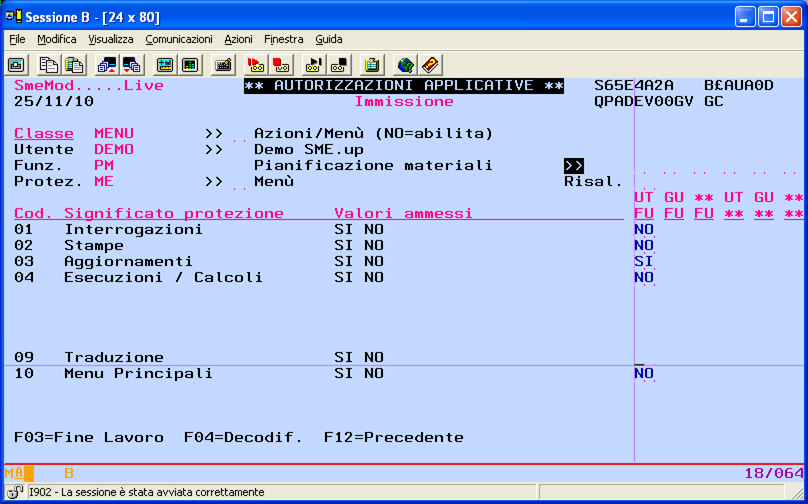 Sessione B - [24 x 80]
File Modifica Visualizza Comunicazioni Azioni Finestra Guida
SmeMod.....Live ** AUTORIZZAZIONI APPLICATIVE ** S65E4A2A B£AUA0D
25/11/10 Immissione QPADEV00GV GC
Classe MENU >> .. Azioni/Menù (NO=abilita)
Utente DEMO >> Demo SME.up
Funz. PM Pianificazione materiali >>
Protez. ME >> .. Menù Risal.
UT GU ** UT GU **
Cod. Significato protezione Valori ammessi FU FU FU ** ** **
01 Interrogazioni SI NO NO
02 Stampe SI NO NO
03 Aggiornamenti SI NO SI
04 Esecuzioni / Calcoli SI NO NO
09 Traduzione SI NO _
10 Menu Principali SI NO NO
F03=Fine Lavoro F04=Decodif. F12=Precedente
MA B 18/064
I902 - La sessione è stata avviata correttamente